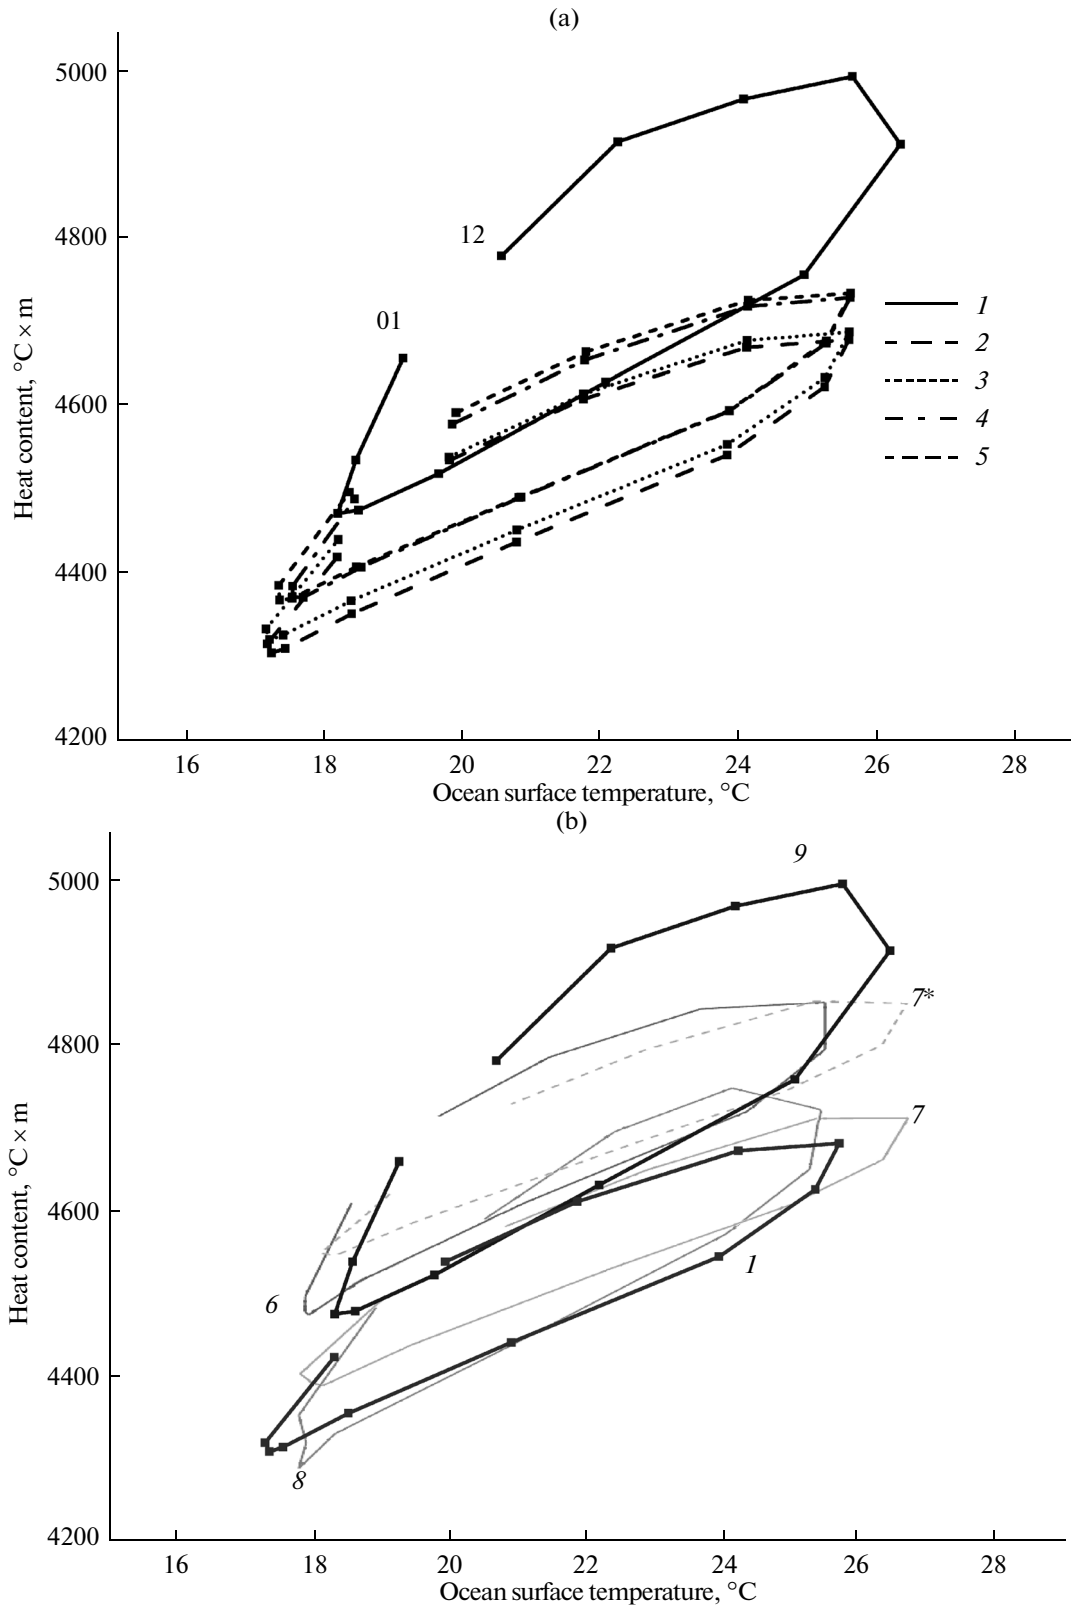 (a)
5000
4800
4600
4400
4200
Heat content, °C × m
12
01
1
2
3
4
5
16 18 20 22 24 26 28
Ocean surface temperature, °C
(b)
5000
4800
4600
4400
4200
Heat content, °C × m
9
7*
7
1
6
8
16 18 20 22 24 26 28
Ocean surface temperature, °C